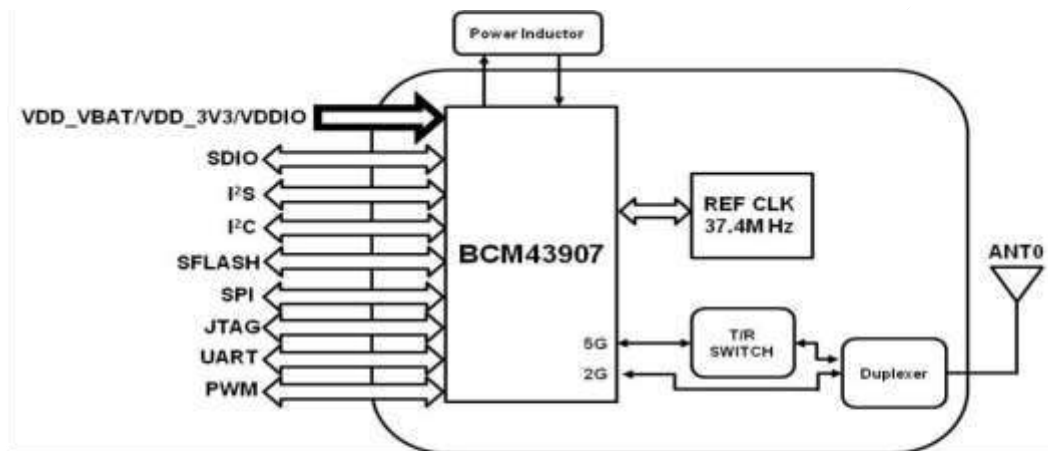 Power Inductor
VDD_VBAT/VDD_3V3/VDDIO
SDIO
I²S
I²C
SFLASH
SPI
JTAG
UART
PWM
BCM43907
5G
2G
REF CLK
37.4M Hz
T/R
SWITCH
Duplexer
ANT0